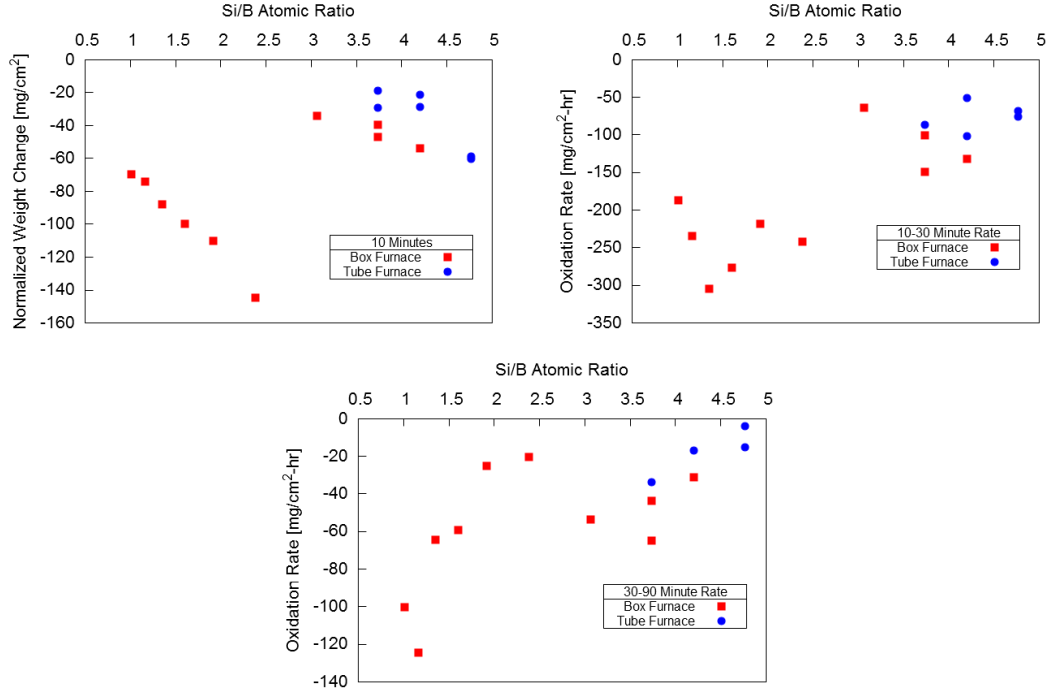 Si/B Atomic Ratio
0.5 1 1.5 2 2.5 3 3.5 4 4.5 5
0
-20
-40
-60
-80
-100
-120
-140
-160
Normalized Weight Change [mg/cm²]
10 Minutes
Box Furnace
Tube Furnace
Si/B Atomic Ratio
0.5 1 1.5 2 2.5 3 3.5 4 4.5 5
0
-50
-100
-150
-200
-250
-300
-350
Oxidation Rate [mg/cm²-hr]
10-30 Minute Rate
Box Furnace
Tube Furnace
Si/B Atomic Ratio
0.5 1 1.5 2 2.5 3 3.5 4 4.5 5
0
-20
-40
-60
-80
-100
-120
-140
Oxidation Rate [mg/cm²-hr]
30-90 Minute Rate
Box Furnace
Tube Furnace